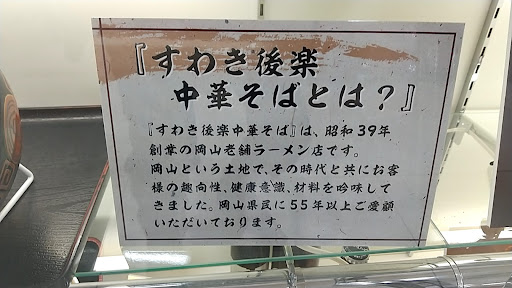 『すわき後楽
中華そばとは？』
『すわき後楽中華そば』は、昭和39年
創業の岡山老舗ラーメン店です。
岡山という土地で、その時代と共にお客
様の趣向性、健康意識、材料を吟味して
きました。岡山県民に55年以上ご愛顧
いただいております。